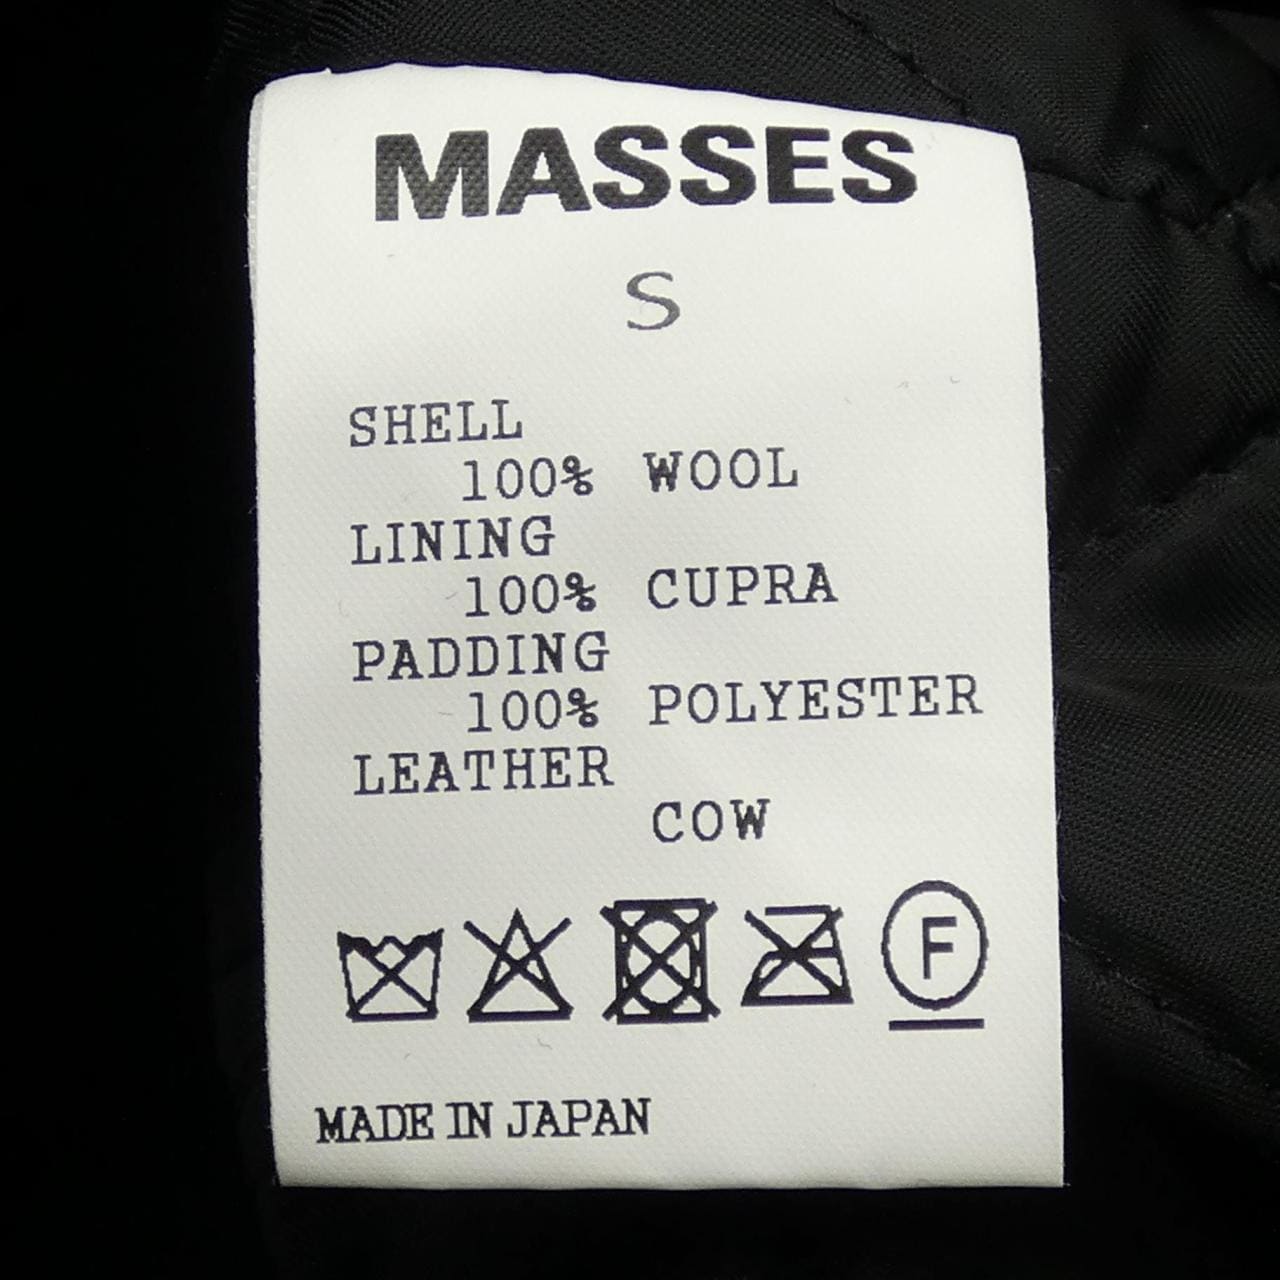 MASSES
S
SHELL
100% WOOL
LINING
100% CUPRA
PADDING
100% POLYESTER
LEATHER
COW
F
MADE IN JAPAN